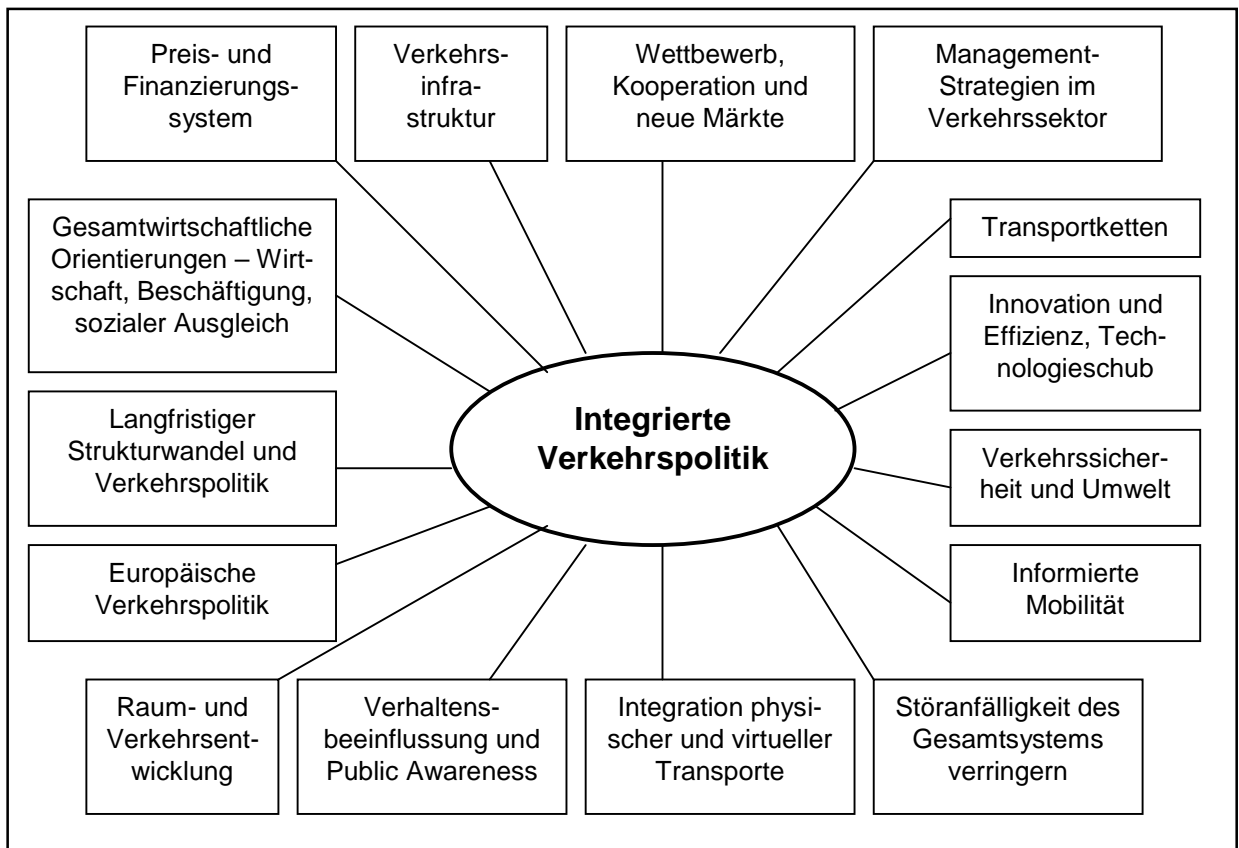 Preis- und
Finanzierungs-
system
Verkehrs-
infra-
struktur
Wettbewerb,
Kooperation und
neue Märkte
Management-
Strategien im
Verkehrssektor
Gesamtwirtschaftliche
Orientierungen – Wirt-
schaft, Beschäftigung,
sozialer Ausgleich
Transportketten
Innovation und
Effizienz, Tech-
nologieschub
Langfristiger
Strukturwandel und
Verkehrspolitik
Integrierte
Verkehrspolitik
Verkehrssicher-
heit und Umwelt
Europäische
Verkehrspolitik
Informierte
Mobilität
Raum- und
Verkehrsent-
wicklung
Verhaltens-
beeinflussung und
Public Awareness
Integration physi-
scher und virtueller
Transporte
Störanfälligkeit des
Gesamtsystems
verringern